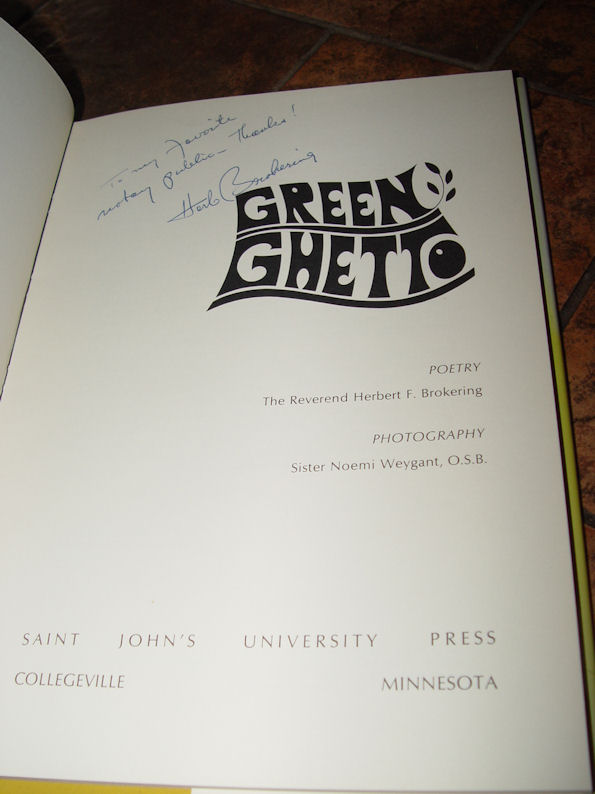 To my favorite
notary public - Thanks!
Herb Brokering
GREEN
GHETTO
POETRY
The Reverend Herbert F. Brokering
PHOTOGRAPHY
Sister Noemi Weygant, O.S.B.
SAINT JOHN'S UNIVERSITY PRESS
COLLEGEVILLE MINNESOTA